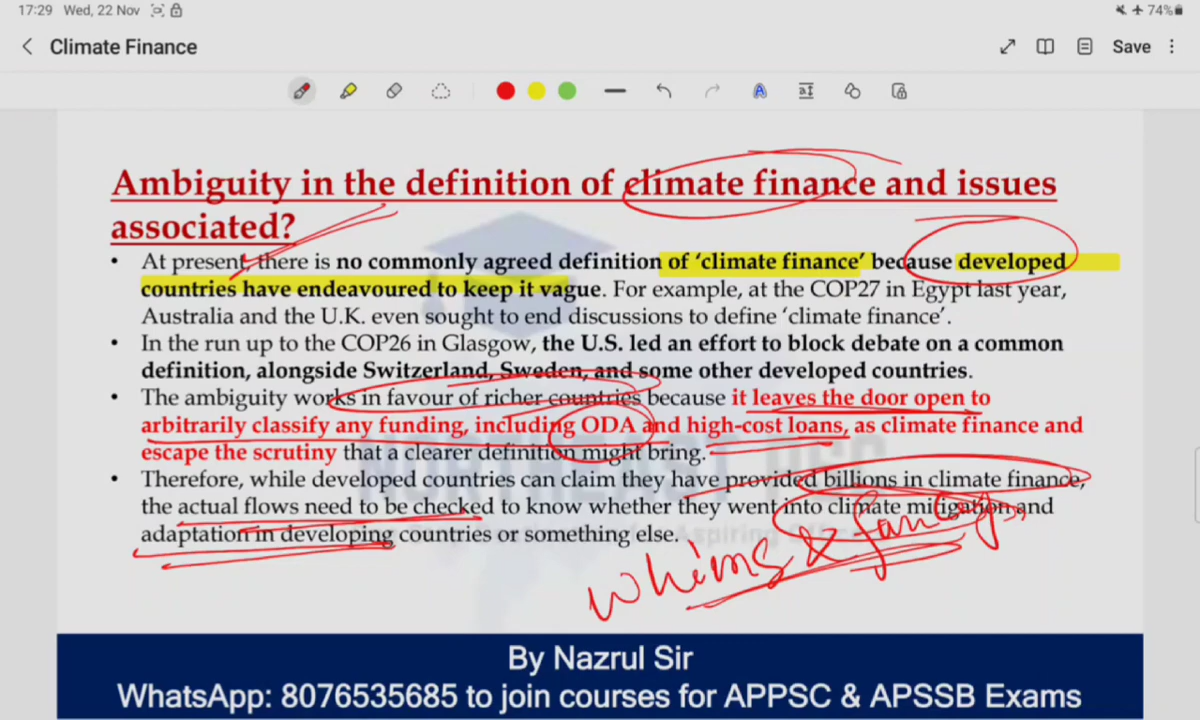 17:29 Wed, 22 Nov
74%
Climate Finance
Save
Ambiguity in the definition of climate finance and issues
associated?
• At present, there is no commonly agreed definition of ‘climate finance’ because developed
countries have endeavoured to keep it vague. For example, at the COP27 in Egypt last year,
Australia and the U.K. even sought to end discussions to define ‘climate finance’.
• In the run up to the COP26 in Glasgow, the U.S. led an effort to block debate on a common
definition, alongside Switzerland, Sweden, and some other developed countries.
• The ambiguity works in favour of richer countries because it leaves the door open to
arbitrarily classify any funding, including ODA and high-cost loans, as climate finance and
escape the scrutiny that a clearer definition might bring.
• Therefore, while developed countries can claim they have provided billions in climate finance,
the actual flows need to be checked to know whether they went into climate mitigation and
adaptation in developing countries or something else.
whims &
By Nazrul Sir
WhatsApp: 8076535685 to join courses for APPSC & APSSB Exams